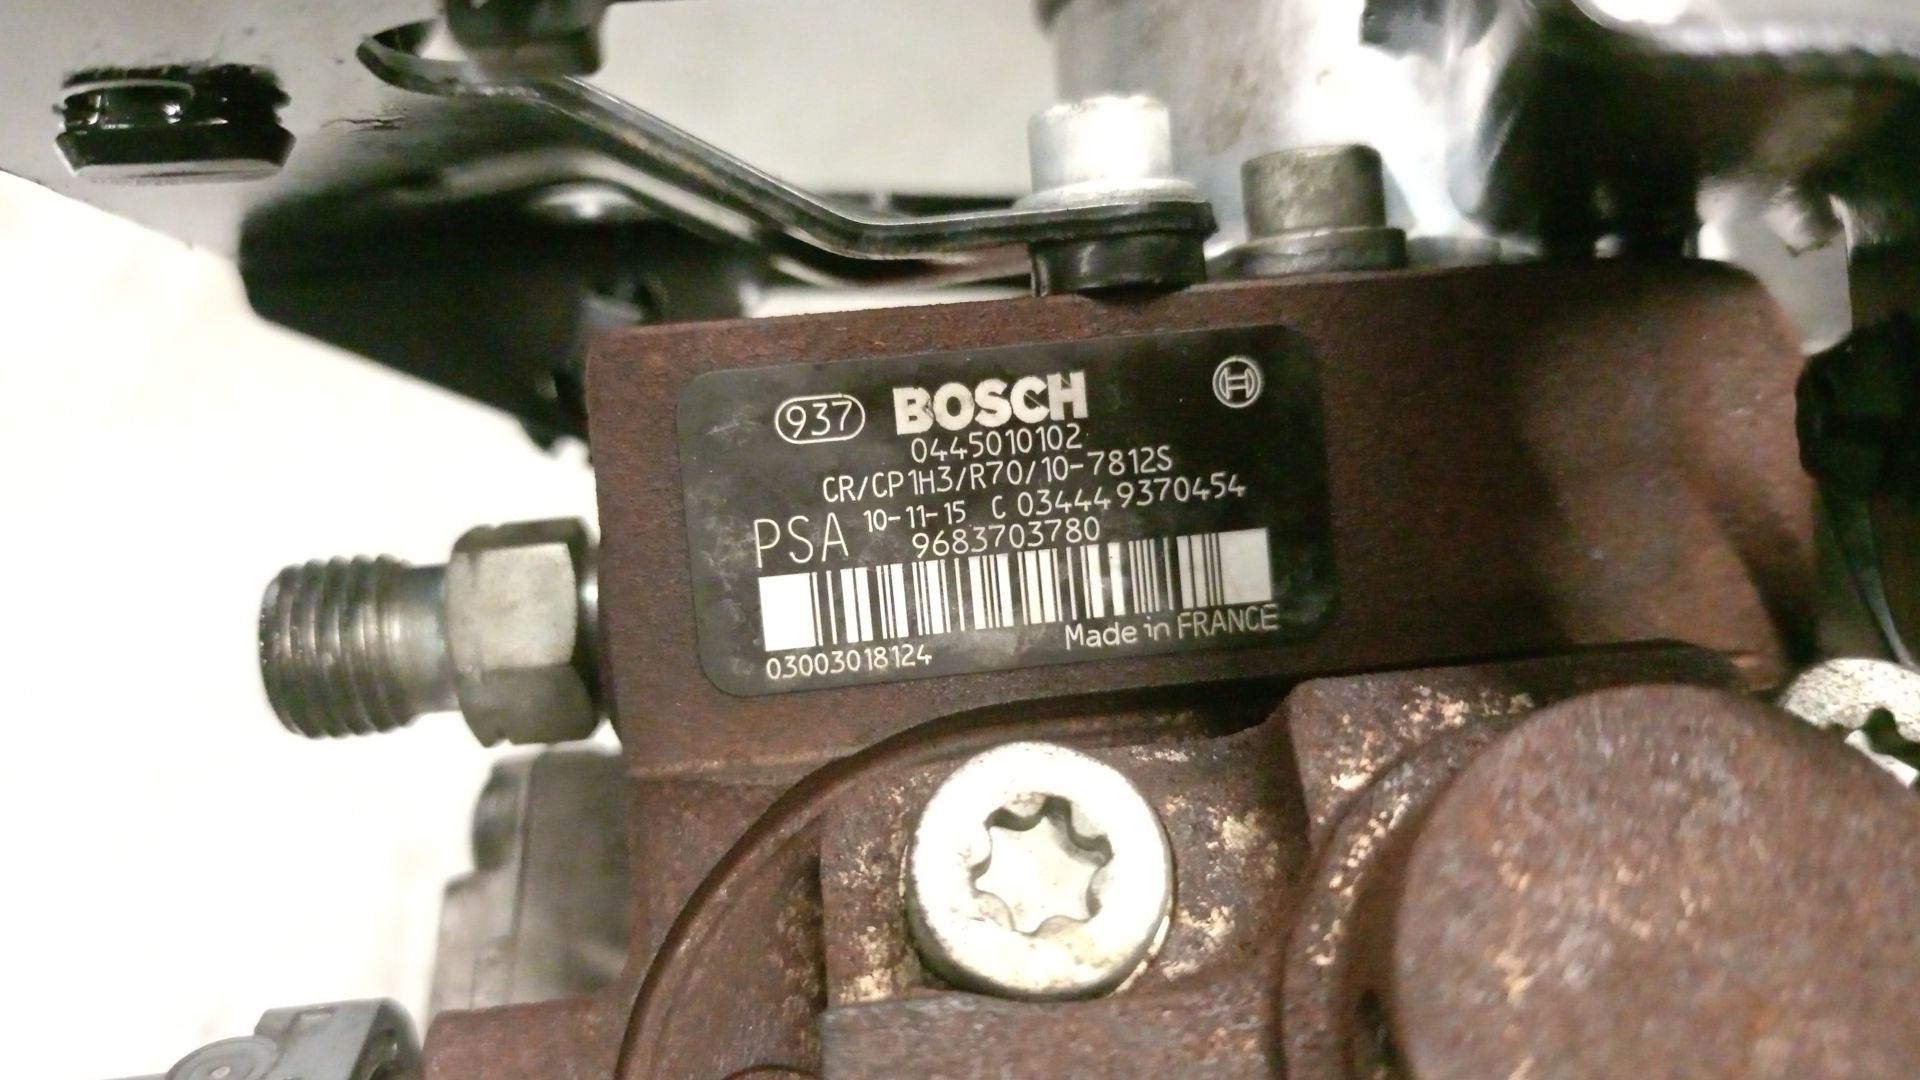 937 BOSCH
0445010102
CR/CP1H3/R70/10-7812S
PSA 10-11-15 C 03444 9370454
9683703780
Made in FRANCE
03003018124